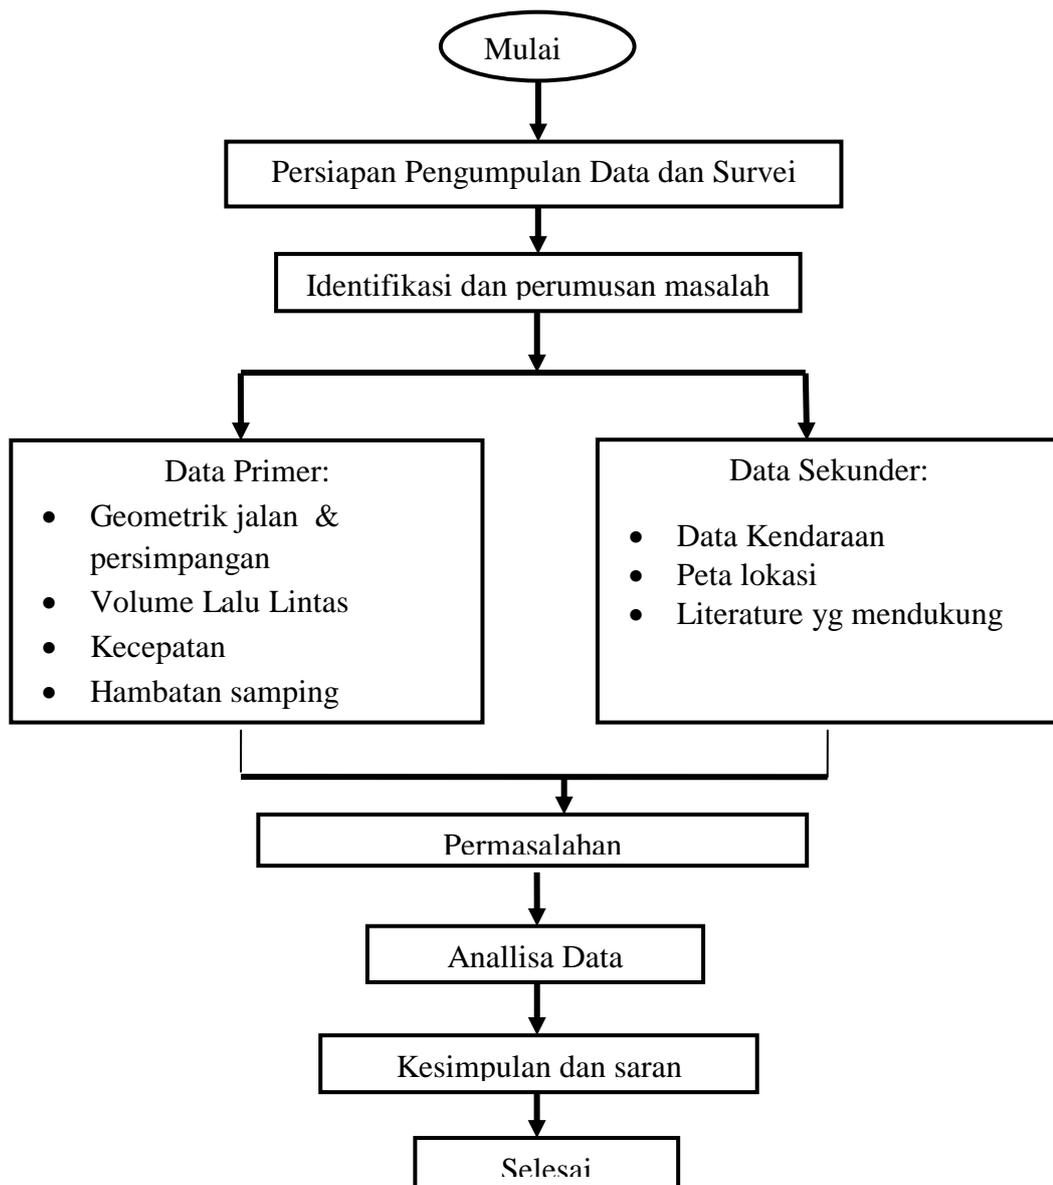 Mulai
Persiapan Pengumpulan Data dan Survei
Identifikasi dan perumusan masalah
Data Primer:
• Geometrik jalan &
persimpangan
• Volume Lalu Lintas
• Kecepatan
• Hambatan samping
Data Sekunder:
• Data Kendaraan
• Peta lokasi
• Literature yg mendukung
Permasalahan
Anallisa Data
Kesimpulan dan saran
Selesai